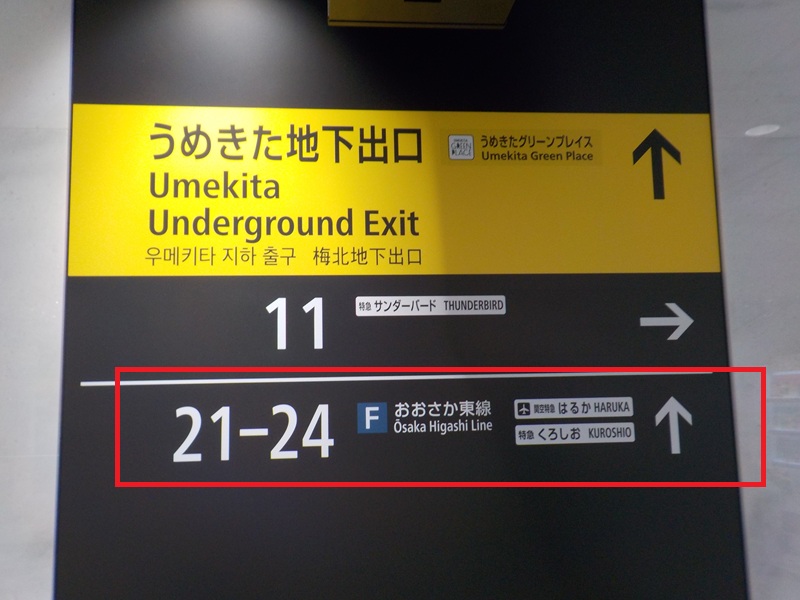 うめきた地下出口
Umekita
Underground Exit
우메키타 지하 출구 梅北地下出口
GREEN
PLACE
うめきたグリーンプレイス
Umekita Green Place
11
特急 サンダーバード THUNDERBIRD
21-24
F
おおさか東線
Ōsaka Higashi Line
関空特急 はるか HARUKA
特急 くろしお KUROSHIO